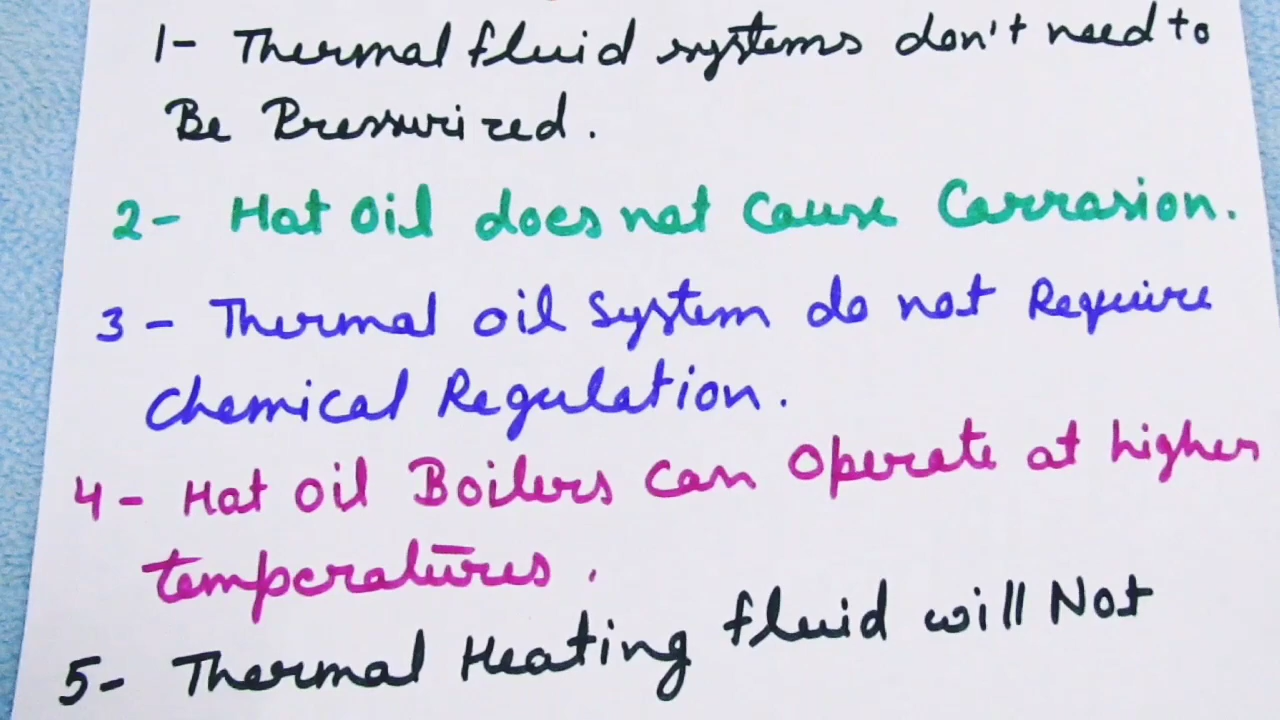 1- Thermal fluid systems don't need to
Be Pressurized.
2- Hot Oil does not Cause Corrosion.
3- Thermal oil System do not Require
Chemical Regulation.
4- Hot Oil Boilers Can Operate at higher
temperatures.
5- Thermal Heating fluid will Not